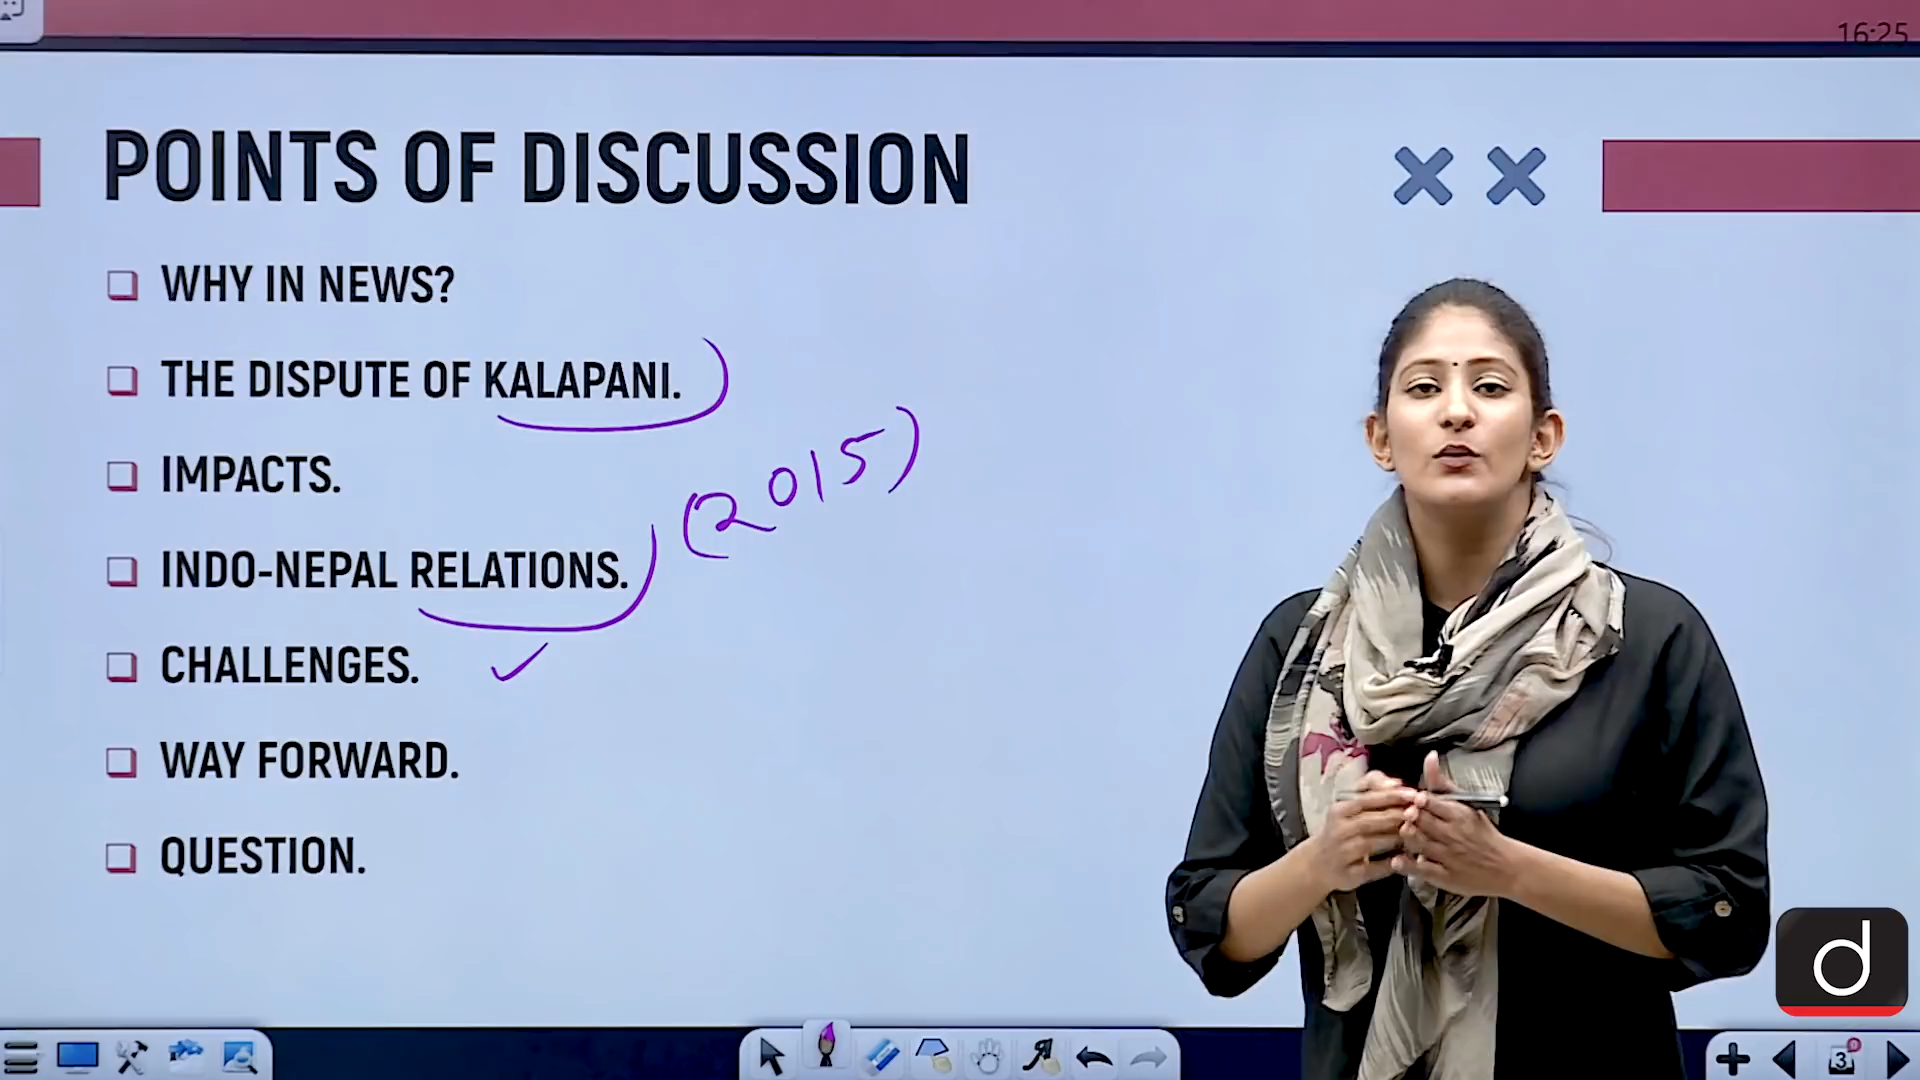 16:25
POINTS OF DISCUSSION
WHY IN NEWS?
THE DISPUTE OF KALAPANI.
IMPACTS.
(2015)
INDO-NEPAL RELATIONS.
CHALLENGES.
WAY FORWARD.
QUESTION.
d
3